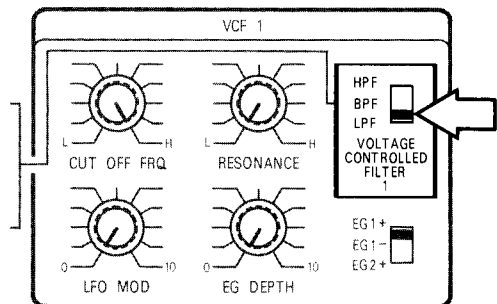 VCF 1
HPF
BPF
LPF
VOLTAGE
CONTROLLED
FILTER
1
L H
CUT OFF FRQ
L H
RESONANCE
EG1+
EG1-
EG2+
0 10
LFO MOD
0 10
EG DEPTH